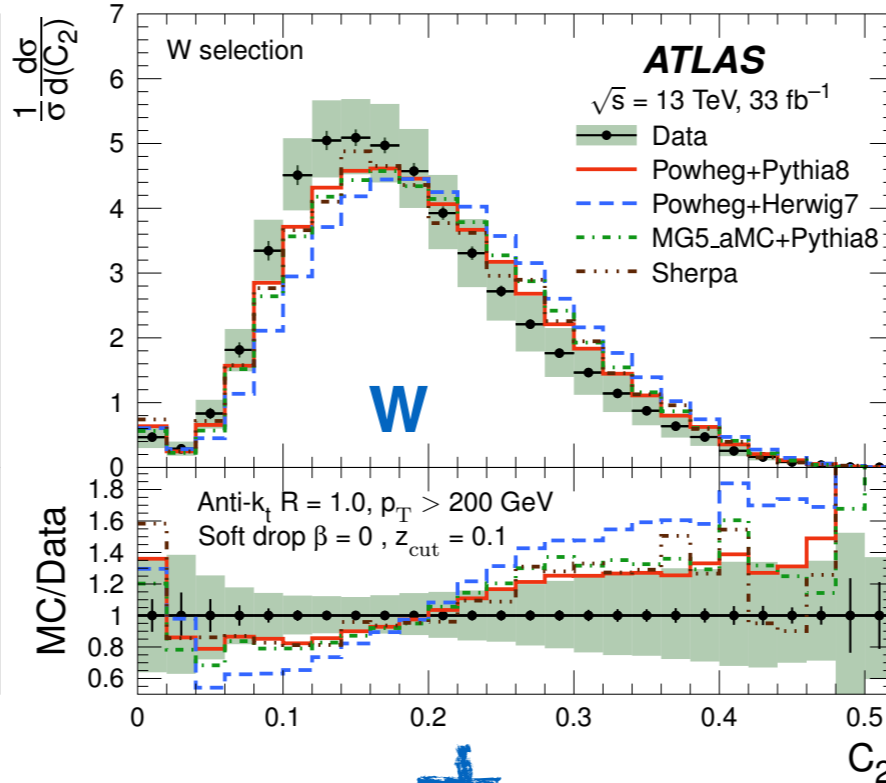 7
6
5
4
3
2
1
0
1/σ dσ/d(C₂)
W selection
ATLAS
√s = 13 TeV, 33 fb⁻¹
Data
Powheg+Pythia8
Powheg+Herwig7
MG5_aMC+Pythia8
Sherpa
W
1.8
1.6
1.4
1.2
1
0.8
0.6
MC/Data
Anti-kₜ R = 1.0, p_T > 200 GeV
Soft drop β = 0 , z_cut = 0.1
0 0.1 0.2 0.3 0.4 0.5
C₂